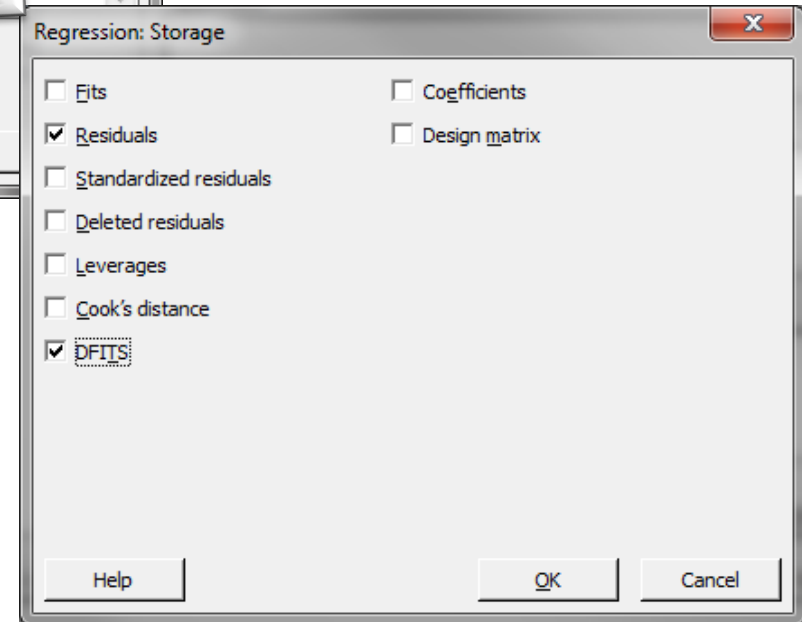 Regression: Storage
Fits
Coefficients
Residuals
Design matrix
Standardized residuals
Deleted residuals
Leverages
Cook's distance
DFITS
Help
OK
Cancel